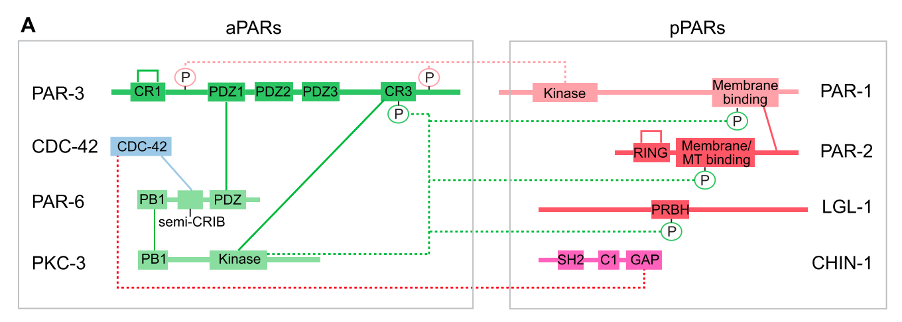 A
aPARs
pPARs
PAR-3
CR1
P
PDZ1
PDZ2
PDZ3
CR3
P
P
Kinase
Membrane
binding
P
PAR-1
CDC-42
CDC-42
RING
Membrane/
MT binding
P
PAR-2
PAR-6
PB1
semi-CRIB
PDZ
PRBH
P
LGL-1
PKC-3
PB1
Kinase
SH2
C1
GAP
CHIN-1